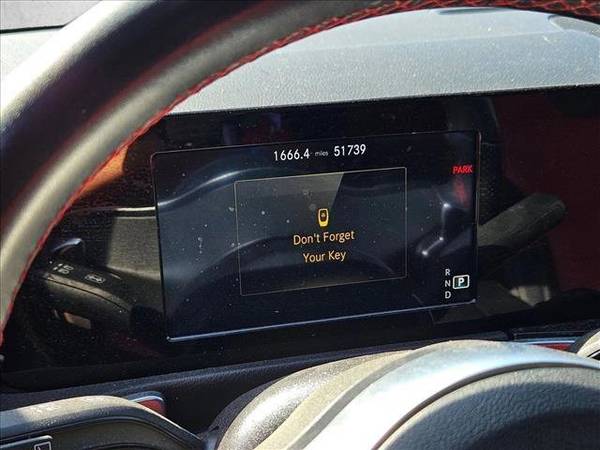 1666.4 miles 51739
PARK
Don't Forget
Your Key
R
N P
D